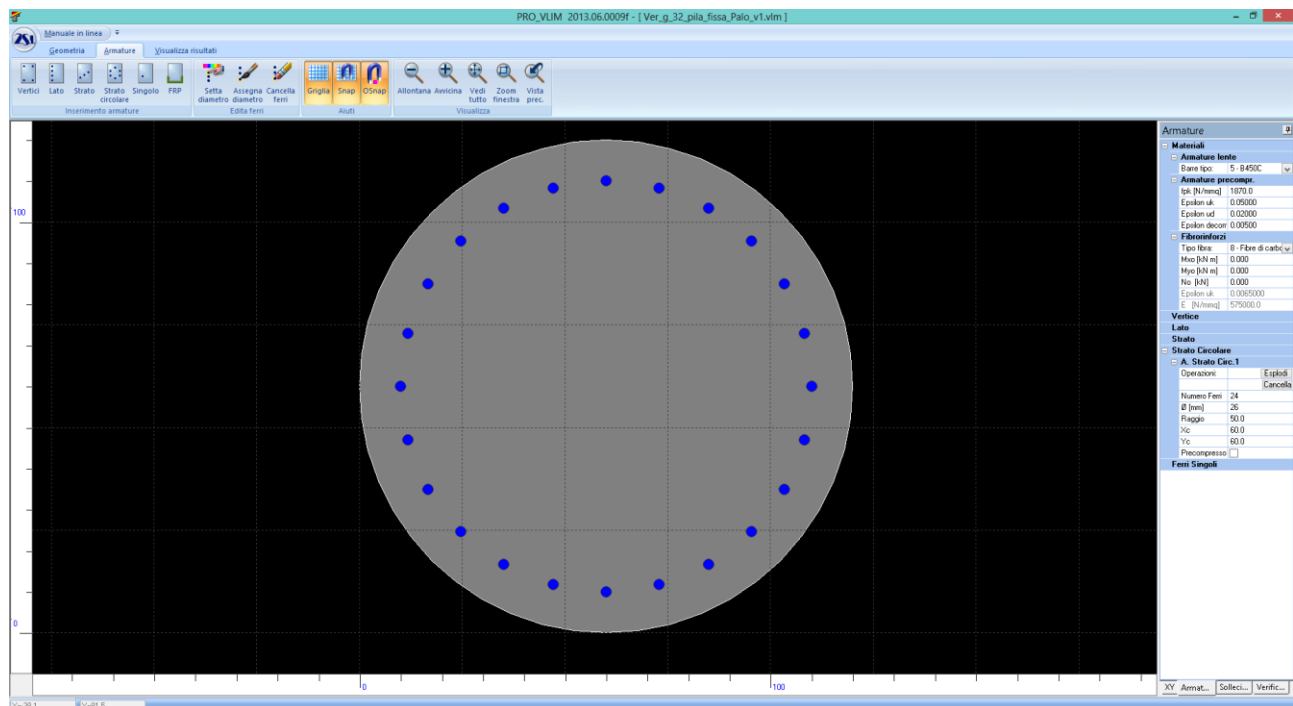 PRO_VLIM 2013.06.0009f - [ Ver_g_32_pila_fissa_Palo_v1.vlm ]
2SI
Manuale in linea
Geometria Armature Visualizza risultati
Vertici Lato Strato Strato circolare Singolo FRP Setta diametro Assegna diametro Cancella ferri Griglia Snap OSnap Allontana Avvicina Vedi tutto Zoom finestra Vista prec.
Inserimento armature Edita ferri Aiuti Visualizza
Armature
Materiali
Armature lente
Barre tipo: 5 - B450C
Armature precompr.
fpk [N/mmq] 1870.0
Epsilon uk 0.05000
Epsilon ud 0.02000
Epsilon decom 0.00500
Fibrorinforzi
Tipo fibra: 8 - Fibre di carbo
Mxo [kN m] 0.000
Myo [kN m] 0.000
No [kN] 0.000
Epsilon uk 0.0065000
E [N/mmq] 575000.0
Vertice
Lato
Strato
Strato Circolare
A. Strato Circ.1
Operazioni: Esplodi
Cancella
Numero Ferri 24
Ø [mm] 26
Raggio 50.0
Xc 60.0
Yc 60.0
Precompresso
Ferri Singoli
100
0
0
100
XY Armat... Solleci... Verific...